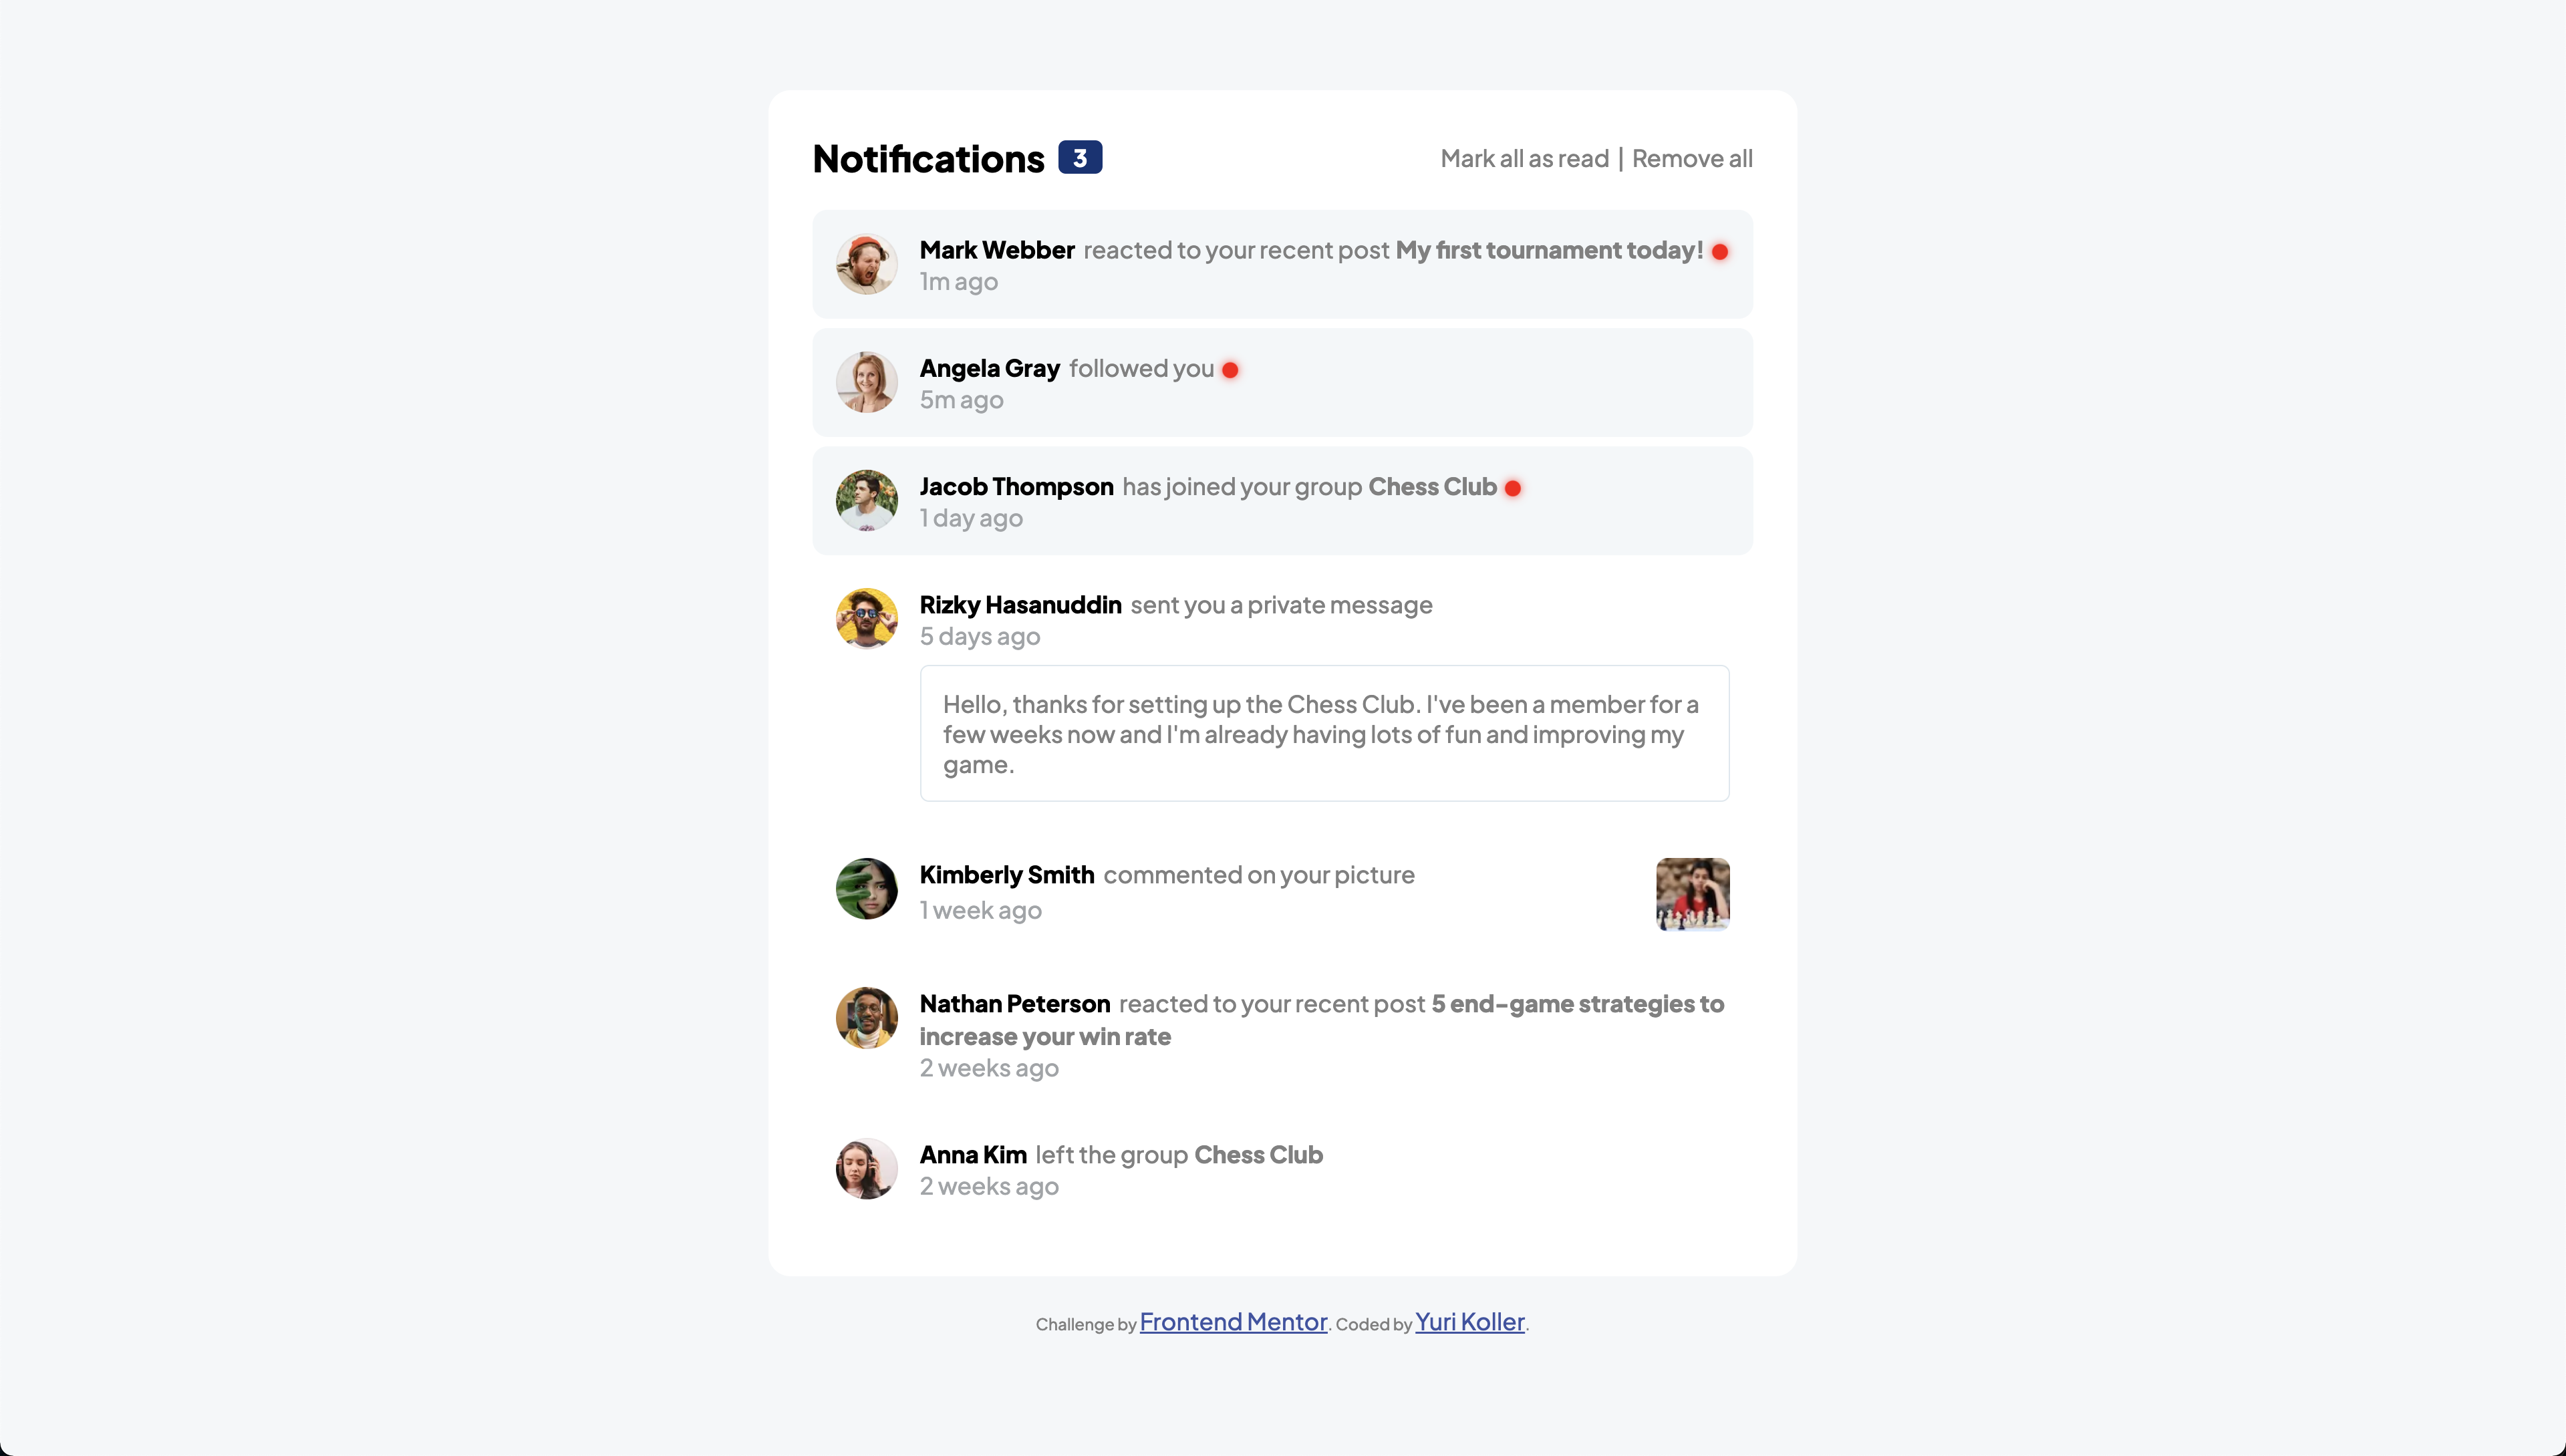 Notifications 3
Mark all as read | Remove all
Mark Webber reacted to your recent post My first tournament today!
1m ago
Angela Gray followed you
5m ago
Jacob Thompson has joined your group Chess Club
1 day ago
Rizky Hasanuddin sent you a private message
5 days ago
Hello, thanks for setting up the Chess Club. I've been a member for a
few weeks now and I'm already having lots of fun and improving my
game.
Kimberly Smith commented on your picture
1 week ago
Nathan Peterson reacted to your recent post 5 end-game strategies to
increase your win rate
2 weeks ago
Anna Kim left the group Chess Club
2 weeks ago
Challenge by Frontend Mentor. Coded by Yuri Koller.